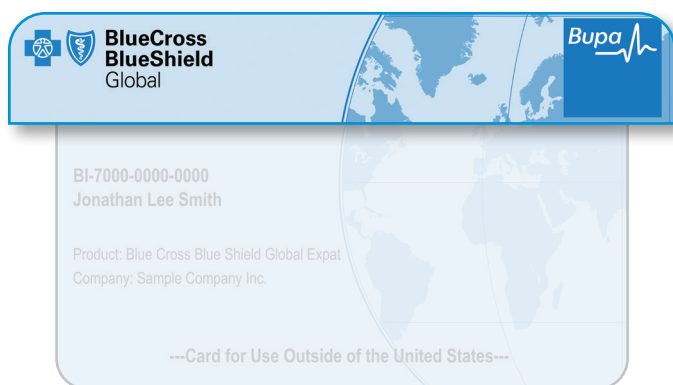 BlueCross
BlueShield
Global
Bupa
BI-7000-0000-0000
Jonathan Lee Smith
Product: Blue Cross Blue Shield Global Expat
Company: Sample Company Inc.
---Card for Use Outside of the United States---